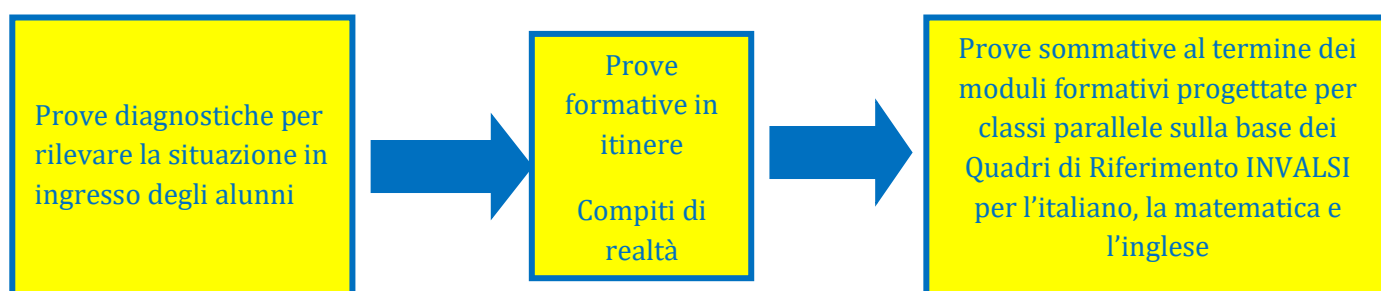 Prove diagnostiche per
rilevare la situazione in
ingresso degli alunni
Prove
formative in
itinere
Compiti di
realtà
Prove sommative al termine dei
moduli formativi progettate per
classi parallele sulla base dei
Quadri di Riferimento INVALSI
per l’italiano, la matematica e
l’inglese